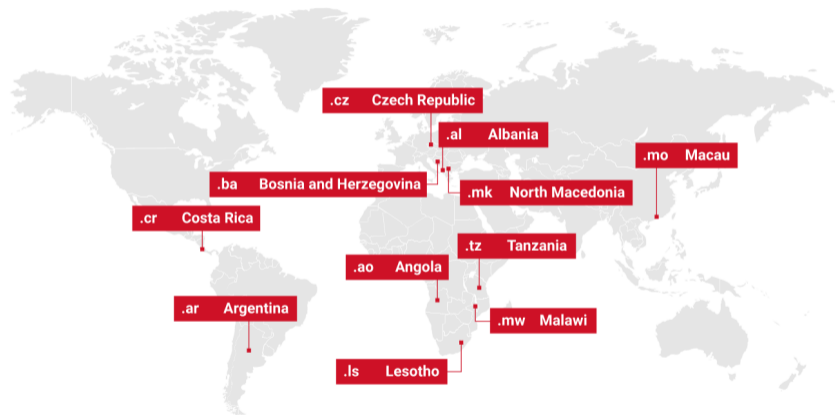 .cz Czech Republic
.al Albania
.mo Macau
.ba Bosnia and Herzegovina
.mk North Macedonia
.cr Costa Rica
.tz Tanzania
.ao Angola
.ar Argentina
.mw Malawi
.ls Lesotho